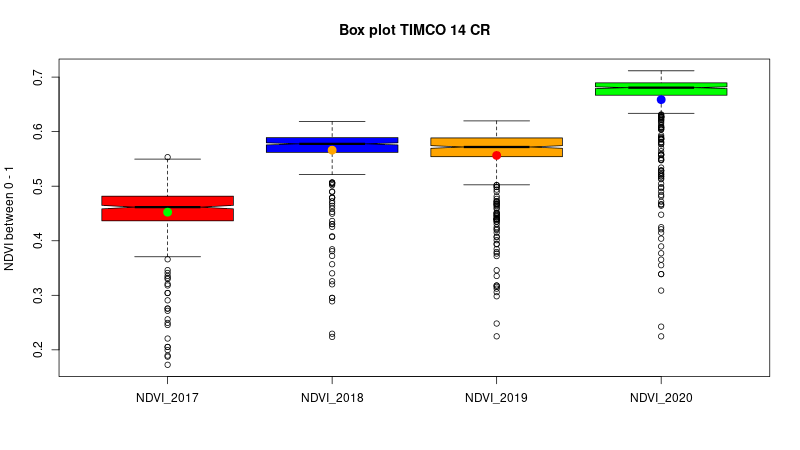 Box plot TIMCO 14 CR
NDVI between 0 - 1
0.7
0.6
0.5
0.4
0.3
0.2
NDVI_2017
NDVI_2018
NDVI_2019
NDVI_2020